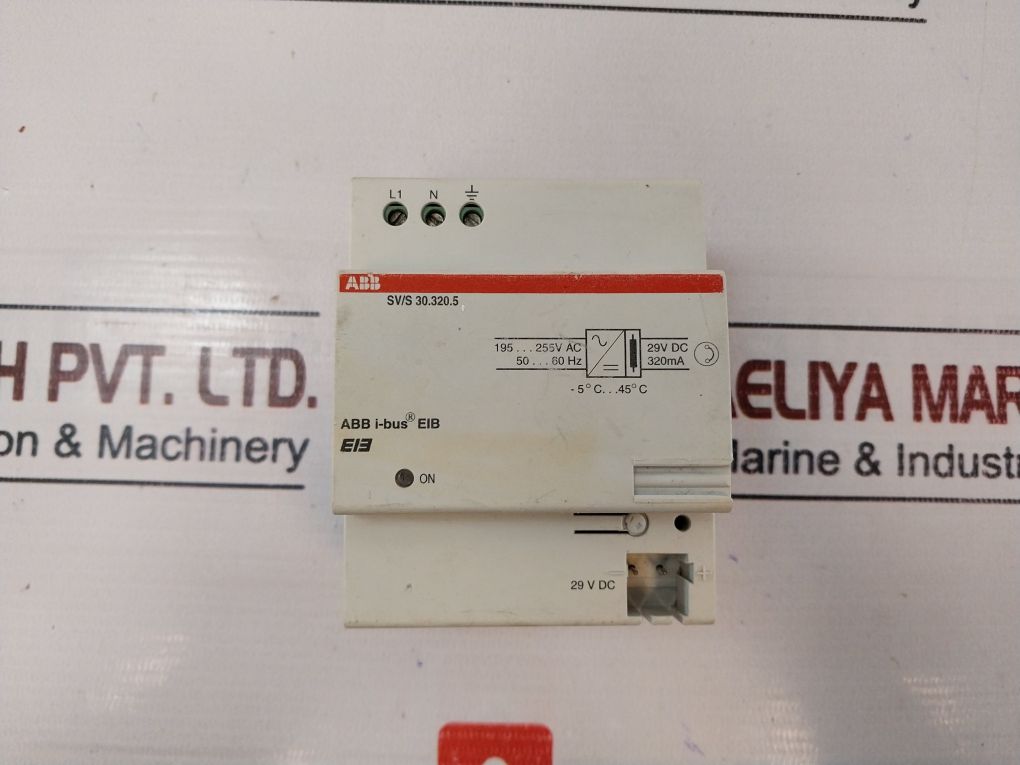 L1 N
ABB
SV/S 30.320.5
195 . . . 255V AC
50 . . . 60 Hz
29V DC
320mA
- 5° C. . .45° C
ABB i-bus® EIB
EIB
ON
29 V DC
- +
H PVT. LTD.
on & Machinery
AELIYA MAR
Marine & Industr